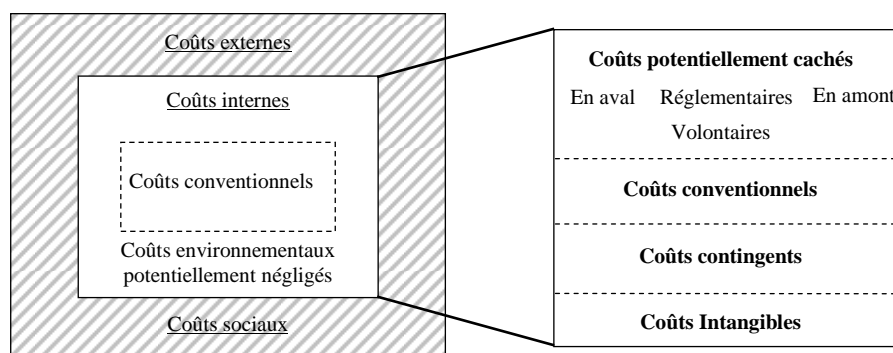 Coûts externes
Coûts internes
Coûts conventionnels
Coûts environnementaux
potentiellement négligés
Coûts sociaux
Coûts potentiellement cachés
En aval Réglementaires En amont
Volontaires
Coûts conventionnels
Coûts contingents
Coûts Intangibles